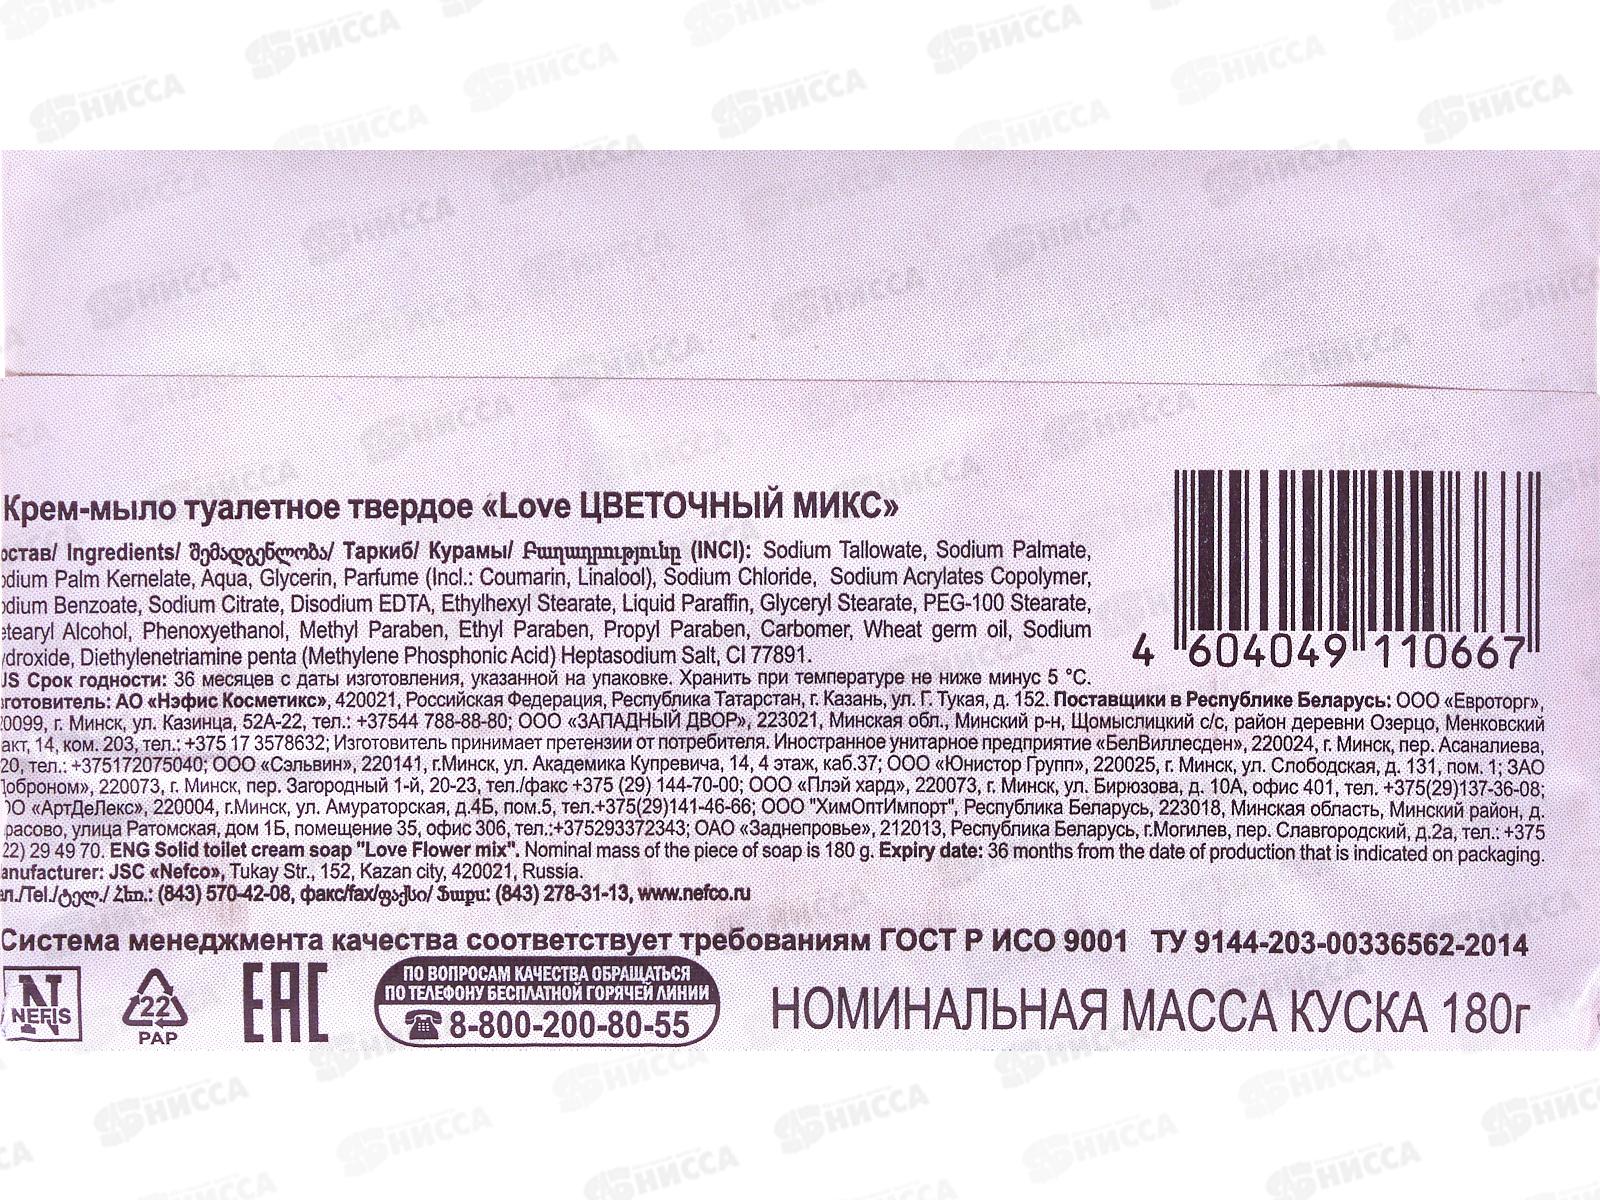 Крем-мыло туалетное твердое «Love ЦВЕТОЧНЫЙ МИКС»
остав/ Ingredients/ შემადგენლობა/ Таркиб/ Курамы/ Բաղադրությունը (INCI): Sodium Tallowate, Sodium Palmate,
odium Palm Kernelate, Aqua, Glycerin, Parfume (Incl.: Coumarin, Linalool), Sodium Chloride, Sodium Acrylates Copolymer,
odium Benzoate, Sodium Citrate, Disodium EDTA, Ethylhexyl Stearate, Liquid Paraffin, Glyceryl Stearate, PEG-100 Stearate,
etearyl Alcohol, Phenoxyethanol, Methyl Paraben, Ethyl Paraben, Propyl Paraben, Carbomer, Wheat germ oil, Sodium
ydroxide, Diethylenetriamine penta (Methylene Phosphonic Acid) Heptasodium Salt, CI 77891.
US Срок годности: 36 месяцев с даты изготовления, указанной на упаковке. Хранить при температуре не ниже минус 5 °С.
зготовитель: АО «Нэфис Косметикс», 420021, Российская Федерация, Республика Татарстан, г. Казань, ул. Г. Тукая, д. 152. Поставщики в Республике Беларусь: ООО «Евроторг»,
20099, г. Минск, ул. Казинца, 52А-22, тел.: +37544 788-88-80; ООО «ЗАПАДНЫЙ ДВОР», 223021, Минская обл., Минский р-н, Щомыслицкий с/с, район деревни Озерцо, Менковский
акт, 14, ком. 203, тел.: +375 17 3578632; Изготовитель принимает претензии от потребителя. Иностранное унитарное предприятие «БелВиллесден», 220024, г. Минск, пер. Асаналиева,
20, тел.: +375172075040; ООО «Сэльвин», 220141, г.Минск, ул. Академика Купревича, 14, 4 этаж, каб.37; ООО «Юнистор Групп», 220025, г. Минск, ул. Слободская, д. 131, пом. 1; ЗАО
Доброном», 220073, г. Минск, пер. Загородный 1-й, 20-23, тел./факс +375 (29) 144-70-00; ООО «Плэй хард», 220073, г. Минск, ул. Бирюзова, д. 10А, офис 401, тел. +375(29)137-36-08;
ОО «АртДеЛекс», 220004, г.Минск, ул. Амураторская, д.4Б, пом.5, тел.+375(29)141-46-66; ООО "ХимОптИмпорт", Республика Беларусь, 223018, Минская область, Минский район, д.
расово, улица Ратомская, дом 1Б, помещение 35, офис 306, тел.:+375293372343; ОАО «Заднепровье», 212013, Республика Беларусь, г.Могилев, пер. Славгородский, д.2а, тел.: +375
22) 29 49 70. ENG Solid toilet cream soap "Love Flower mix". Nominal mass of the piece of soap is 180 g. Expiry date: 36 months from the date of production that is indicated on packaging.
anufacturer: JSC «Nefco», Tukay Str., 152, Kazan city, 420021, Russia.
ел./Tel./ტელ./ Հեռ.: (843) 570-42-08, факс/fax/ფაქსი/ Ֆաքս: (843) 278-31-13, www.nefco.ru
Система менеджмента качества соответствует требованиям ГОСТ Р ИСО 9001 ТУ 9144-203-00336562-2014
4 604049 110667
N NEFIS
22
PAP
ЕАС
ПО ВОПРОСАМ КАЧЕСТВА ОБРАЩАТЬСЯ
ПО ТЕЛЕФОНУ БЕСПЛАТНОЙ ГОРЯЧЕЙ ЛИНИИ
8-800-200-80-55
НОМИНАЛЬНАЯ МАССА КУСКА 180г
НИССА